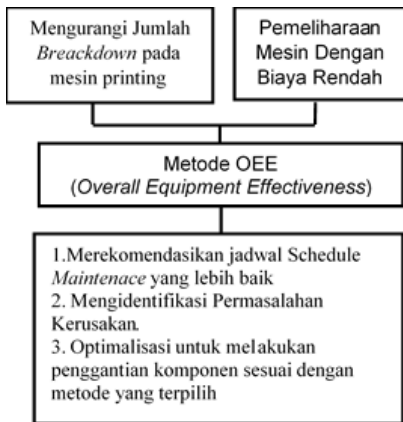 Mengurangi Jumlah
Breackdown pada
mesin printing
Pemeliharaan
Mesin Dengan
Biaya Rendah
Metode OEE
(Overall Equipment Effectiveness)
1.Merekomendasikan jadwal Schedule
Maintenace yang lebih baik
2. Mengidentifikasi Permasalahan
Kerusakan.
3. Optimalisasi untuk melakukan
penggantian komponen sesuai dengan
metode yang terpilih